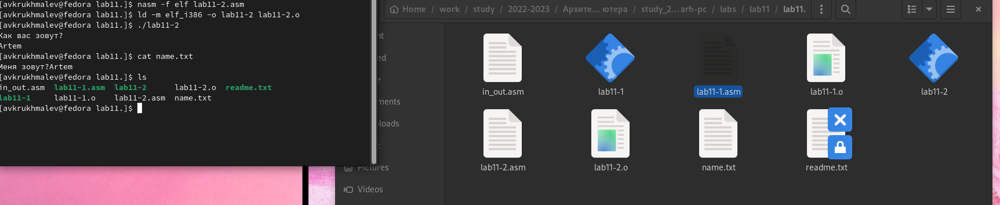 [avkrukhmalev@fedora lab11.]$ nasm -f elf lab11-2.asm
[avkrukhmalev@fedora lab11.]$ ld -m elf_i386 -o lab11-2 lab11-2.o
[avkrukhmalev@fedora lab11.]$ ./lab11-2
Как вас зовут?
Artem
[avkrukhmalev@fedora lab11.]$ cat name.txt
Меня зовут?Artem
[avkrukhmalev@fedora lab11.]$ ls
in_out.asm lab11-1.asm lab11-2 lab11-2.o readme.txt
lab11-1 lab11-1.o lab11-2.asm name.txt
[avkrukhmalev@fedora lab11.]$
Home / work / study / 2022-2023 / Архите… ютера / study_2…arh-pc / labs / lab11 / lab11.
nt
ed
e
ments
loads
c
Pictures
Videos
in_out.asm lab11-1 lab11-1.asm lab11-1.o lab11-2
lab11-2.asm lab11-2.o name.txt readme.txt